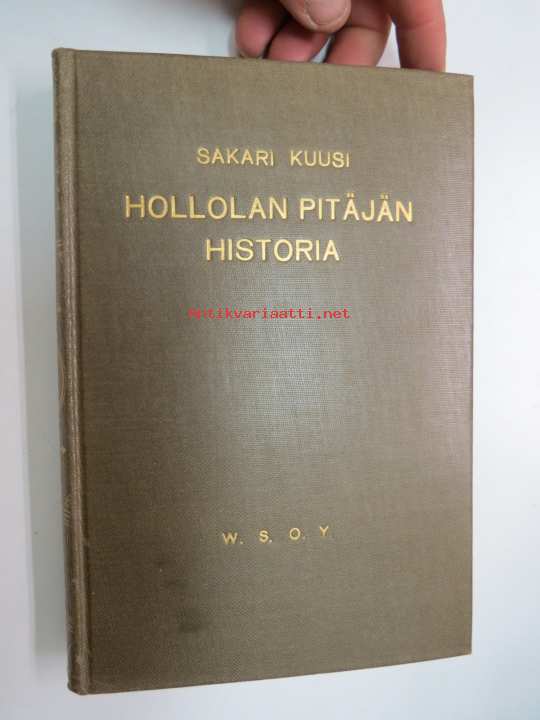 SAKARI KUUSI
HOLLOLAN PITÄJÄN
HISTORIA
Antikvariaatti.net
W. S. O. Y.